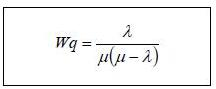 Wq = λ / μ(μ − λ)